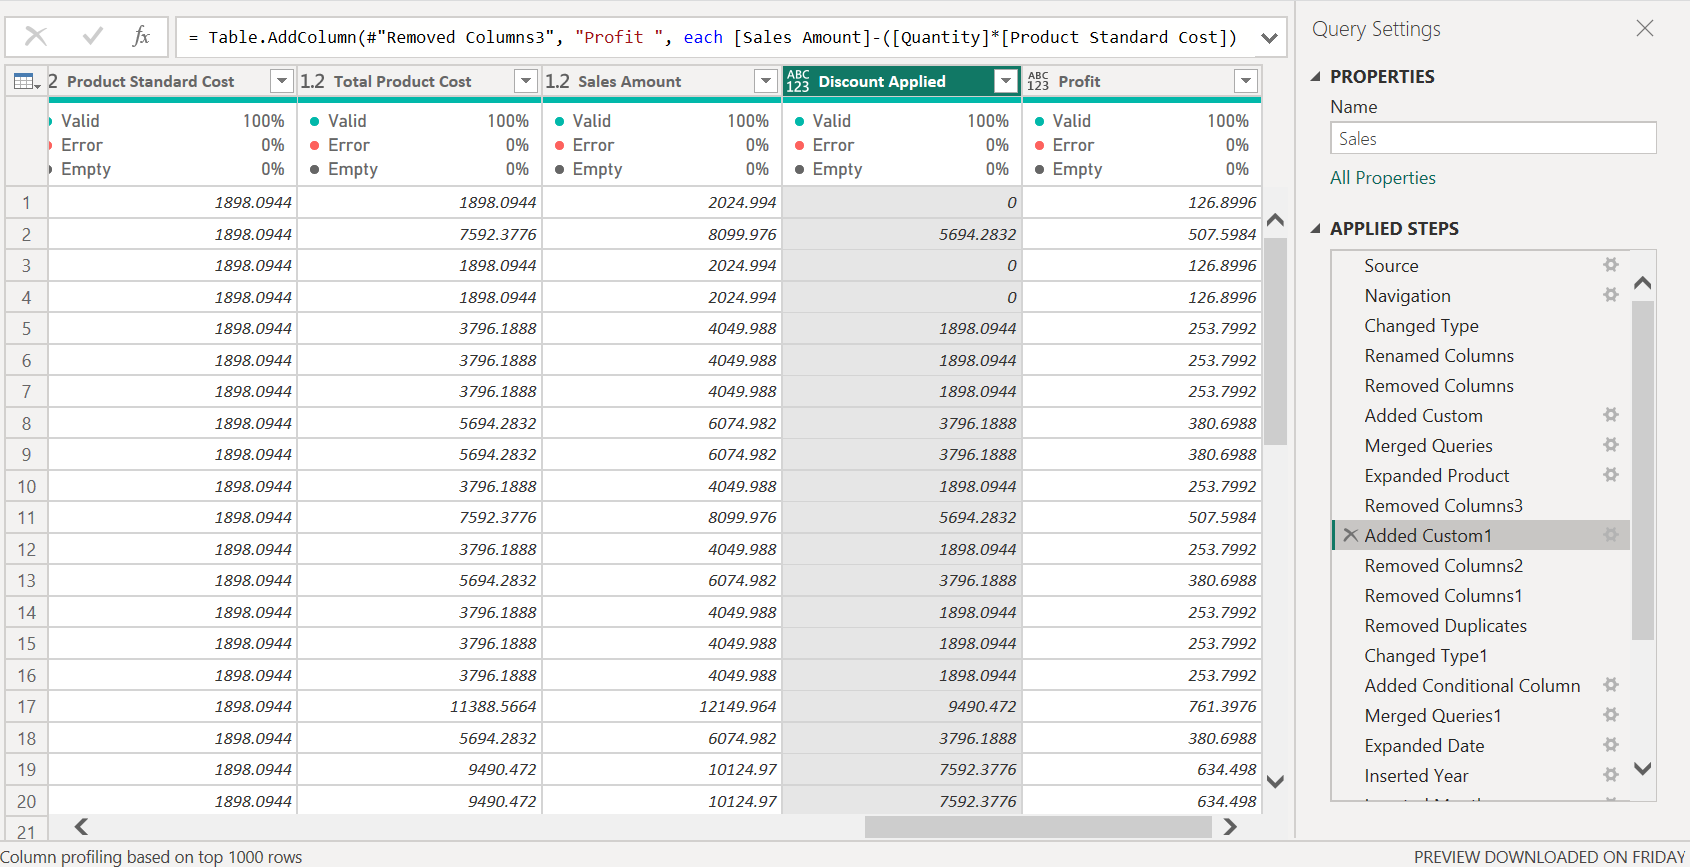 fx = Table.AddColumn(#"Removed Columns3", "Profit ", each [Sales Amount]-([Quantity]*[Product Standard Cost])
2 Product Standard Cost 1.2 Total Product Cost 1.2 Sales Amount ABC 123 Discount Applied ABC 123 Profit
Valid 100% Valid 100% Valid 100% Valid 100% Valid 100%
Error 0% Error 0% Error 0% Error 0% Error 0%
Empty 0% Empty 0% Empty 0% Empty 0% Empty 0%
1 1898.0944 1898.0944 2024.994 0 126.8996
2 1898.0944 7592.3776 8099.976 5694.2832 507.5984
3 1898.0944 1898.0944 2024.994 0 126.8996
4 1898.0944 1898.0944 2024.994 0 126.8996
5 1898.0944 3796.1888 4049.988 1898.0944 253.7992
6 1898.0944 3796.1888 4049.988 1898.0944 253.7992
7 1898.0944 3796.1888 4049.988 1898.0944 253.7992
8 1898.0944 5694.2832 6074.982 3796.1888 380.6988
9 1898.0944 5694.2832 6074.982 3796.1888 380.6988
10 1898.0944 3796.1888 4049.988 1898.0944 253.7992
11 1898.0944 7592.3776 8099.976 5694.2832 507.5984
12 1898.0944 3796.1888 4049.988 1898.0944 253.7992
13 1898.0944 5694.2832 6074.982 3796.1888 380.6988
14 1898.0944 3796.1888 4049.988 1898.0944 253.7992
15 1898.0944 3796.1888 4049.988 1898.0944 253.7992
16 1898.0944 3796.1888 4049.988 1898.0944 253.7992
17 1898.0944 11388.5664 12149.964 9490.472 761.3976
18 1898.0944 5694.2832 6074.982 3796.1888 380.6988
19 1898.0944 9490.472 10124.97 7592.3776 634.498
20 1898.0944 9490.472 10124.97 7592.3776 634.498
21
Column profiling based on top 1000 rows
Query Settings
PROPERTIES
Name
Sales
All Properties
APPLIED STEPS
Source
Navigation
Changed Type
Renamed Columns
Removed Columns
Added Custom
Merged Queries
Expanded Product
Removed Columns3
Added Custom1
Removed Columns2
Removed Columns1
Removed Duplicates
Changed Type1
Added Conditional Column
Merged Queries1
Expanded Date
Inserted Year
PREVIEW DOWNLOADED ON FRIDAY